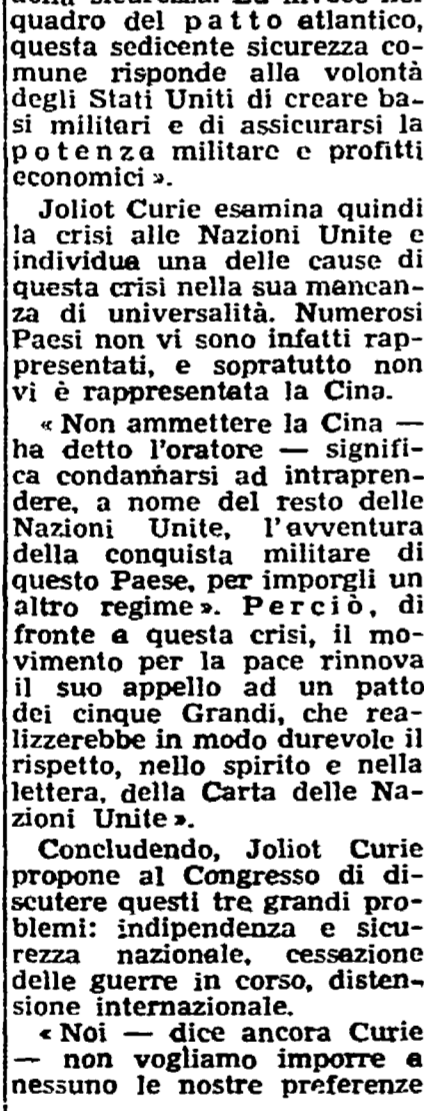 della sicurezza. Ed invece nel
quadro del patto atlantico,
questa sedicente sicurezza co-
mune risponde alla volontà
degli Stati Uniti di creare ba-
si militari e di assicurarsi la
potenza militare e profitti
economici ».
Joliot Curie esamina quindi
la crisi alle Nazioni Unite e
individua una delle cause di
questa crisi nella sua mancan-
za di universalità. Numerosi
Paesi non vi sono infatti rap-
presentati, e sopratutto non
vi è rappresentata la Cina.
« Non ammettere la Cina —
ha detto l'oratore — signifi-
ca condannarsi ad intrapren-
dere, a nome del resto delle
Nazioni Unite, l'avventura
della conquista militare di
questo Paese, per imporgli un
altro regime ». Perciò, di
fronte a questa crisi, il mo-
vimento per la pace rinnova
il suo appello ad un patto
dei cinque Grandi, che rea-
lizzerebbe in modo durevole il
rispetto, nello spirito e nella
lettera, della Carta delle Na-
zioni Unite ».
Concludendo, Joliot Curie
propone al Congresso di di-
scutere questi tre grandi pro-
blemi: indipendenza e sicu-
rezza nazionale, cessazione
delle guerre in corso, disten-
sione internazionale.
« Noi — dice ancora Curie
— non vogliamo imporre a
nessuno le nostre preferenze